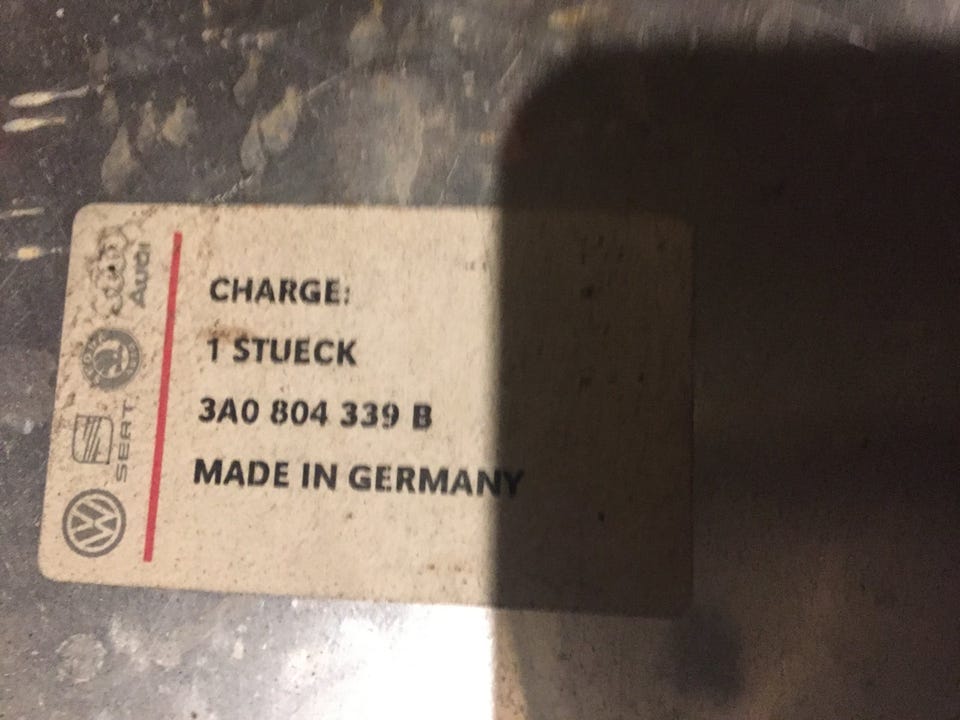 CHARGE:
1 STUECK
3A0 804 339 B
MADE IN GERMANY
Audi
SEAT